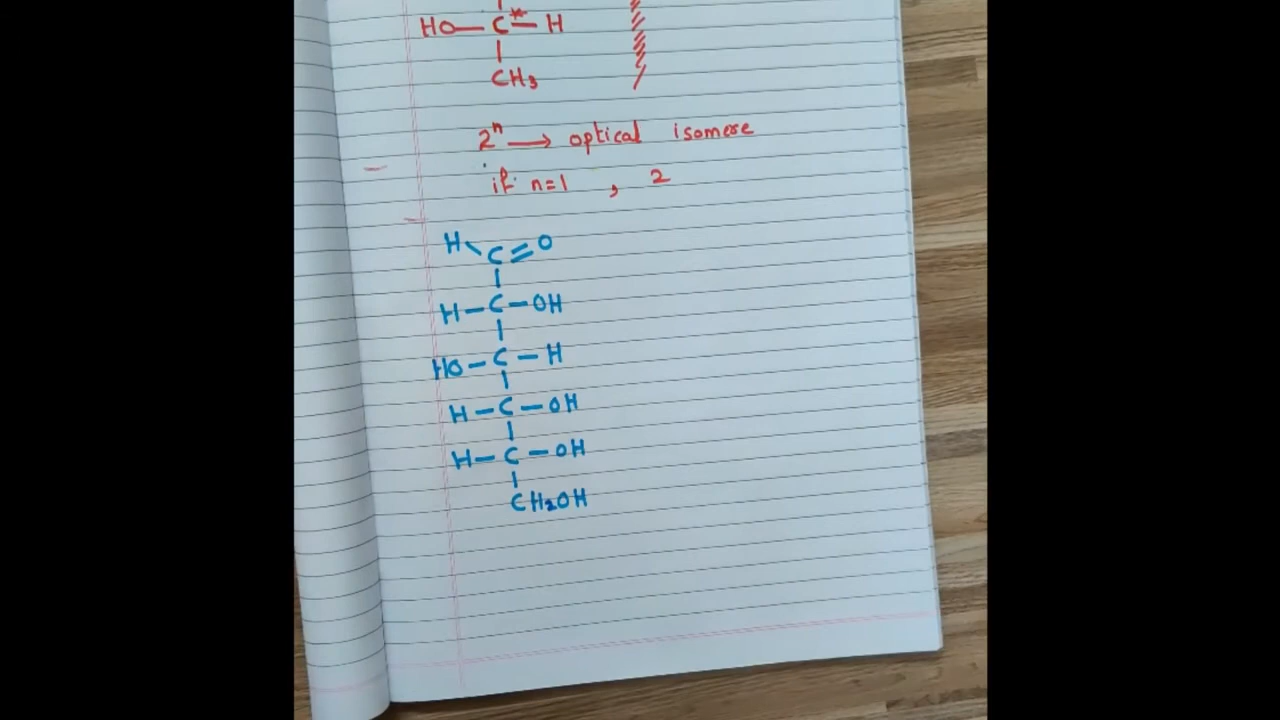 HO—C*—H
|
CH₃
2ⁿ ⟶ optical isomere
if n=1 , 2
H\C=O
|
H—C—OH
|
HO—C—H
|
H—C—OH
|
H—C—OH
|
CH₂OH